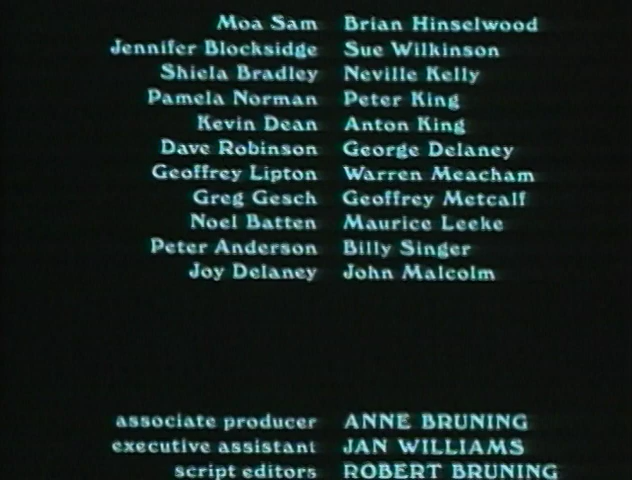 Moa Sam Brian Hinselwood
Jennifer Blocksidge Sue Wilkinson
Shiela Bradley Neville Kelly
Pamela Norman Peter King
Kevin Dean Anton King
Dave Robinson George Delaney
Geoffrey Lipton Warren Meacham
Greg Gesch Geoffrey Metcalf
Noel Batten Maurice Leeke
Peter Anderson Billy Singer
Joy Delaney John Malcolm
associate producer ANNE BRUNING
executive assistant JAN WILLIAMS
script editors ROBERT BRUNING